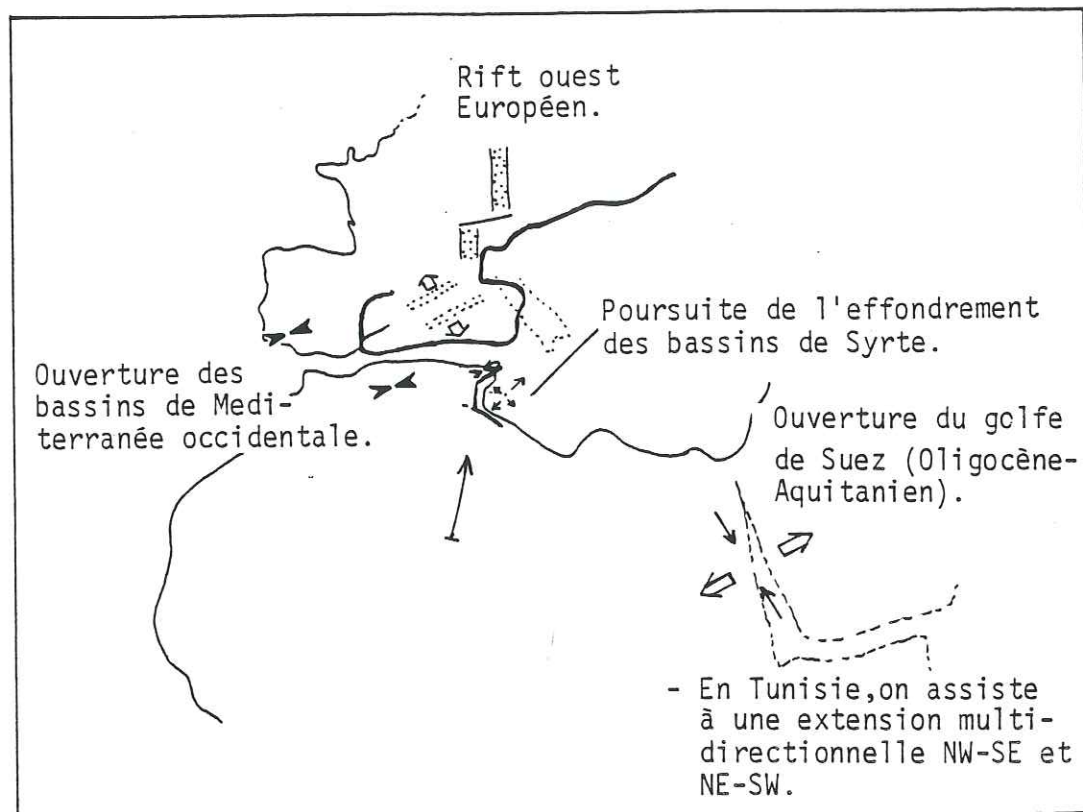 Rift ouest
Européen.
Poursuite de l'effondrement
des bassins de Syrte.
Ouverture des
bassins de Medi-
terranée occidentale.
Ouverture du golfe
de Suez (Oligocène-
Aquitanien).
- En Tunisie,on assiste
à une extension multi-
directionnelle NW-SE et
NE-SW.